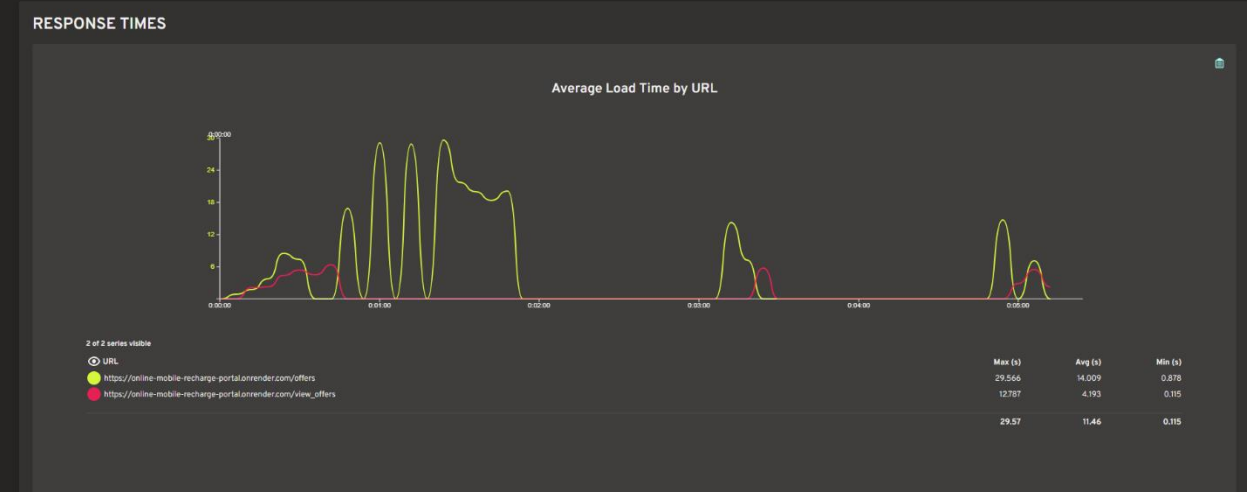 RESPONSE TIMES
Average Load Time by URL
0:00:00
30
24
18
12
6
0:00:00 0:01:00 0:02:00 0:03:00 0:04:00 0:05:00
2 of 2 series visible
URL Max (s) Avg (s) Min (s)
https://online-mobile-recharge-portal.onrender.com/offers 29.566 14.009 0.878
https://online-mobile-recharge-portal.onrender.com/view_offers 12.787 4.193 0.115
29.57 11.46 0.115